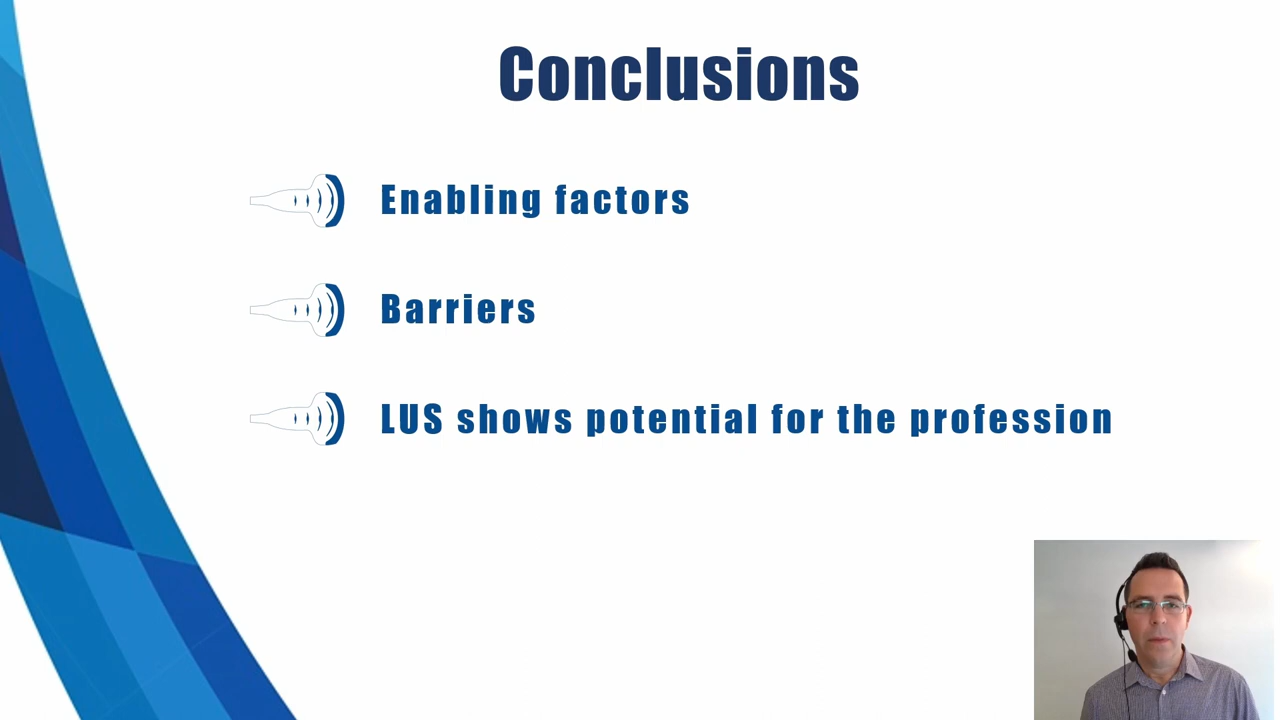 Conclusions
Enabling factors
Barriers
LUS shows potential for the profession